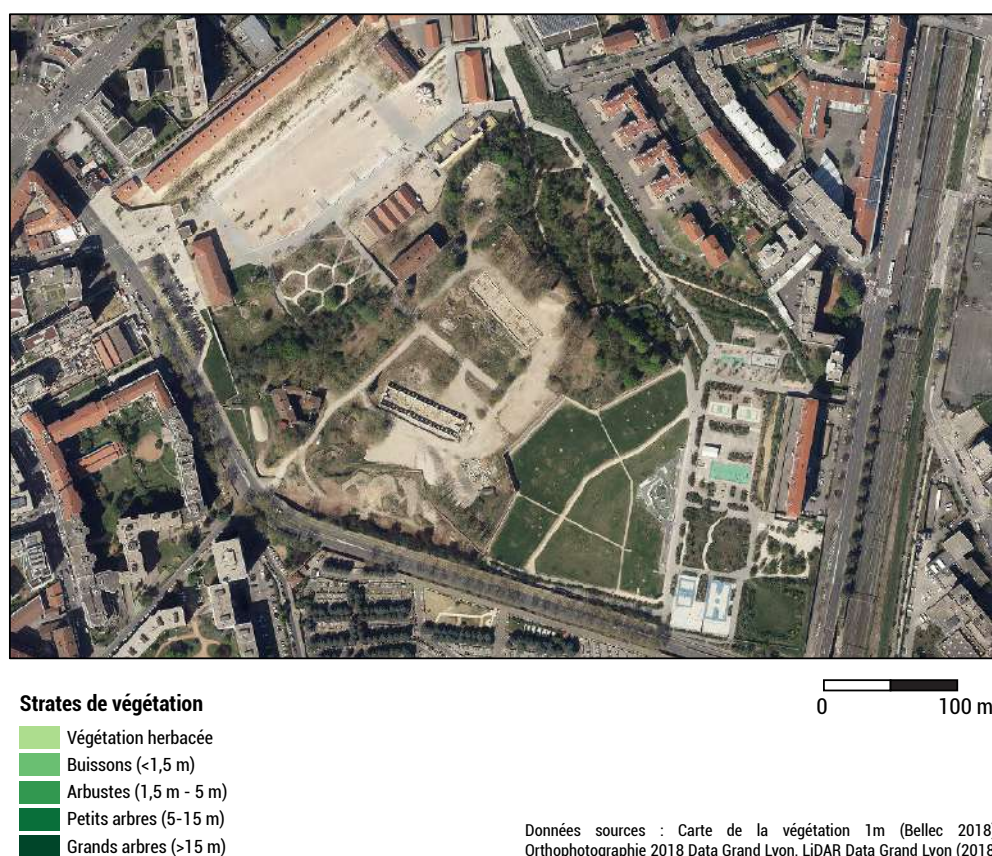 Strates de végétation
Végétation herbacée
Buissons (<1,5 m)
Arbustes (1,5 m - 5 m)
Petits arbres (5-15 m)
Grands arbres (>15 m)
0 100 m
Données sources : Carte de la végétation 1m (Bellec 2018)
Orthophotographie 2018 Data Grand Lyon, LiDAR Data Grand Lyon (2018